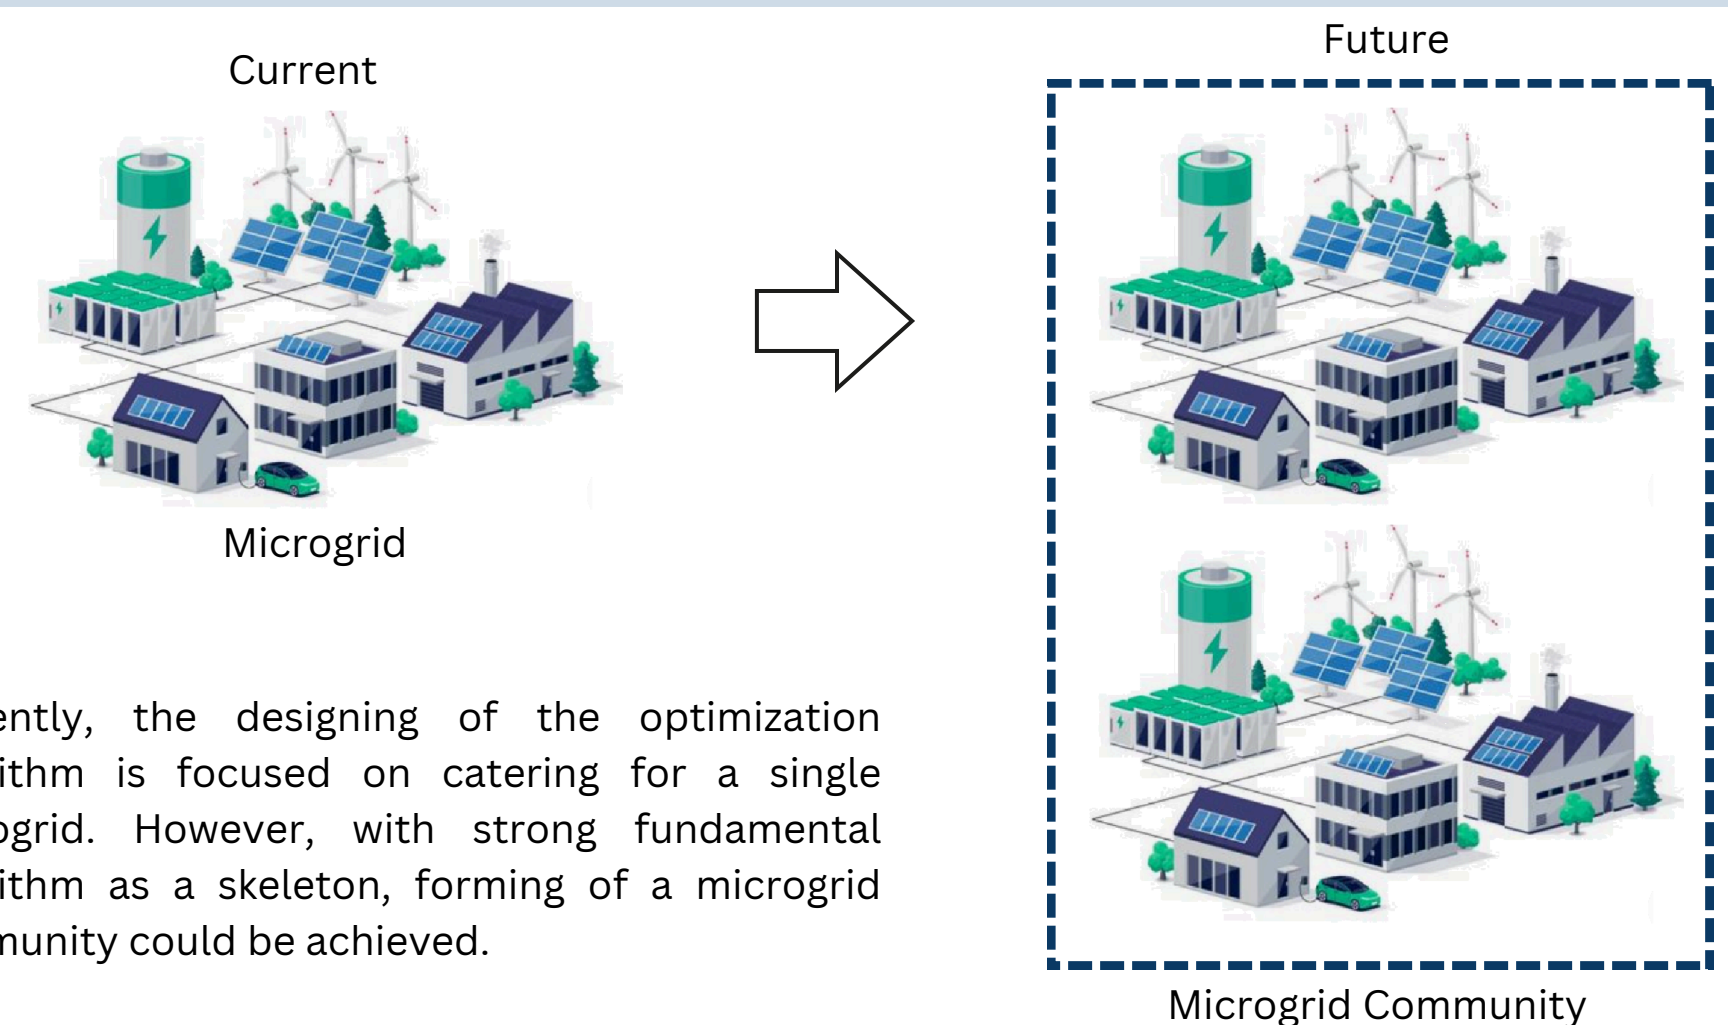 Current
Future
Microgrid
ently, the designing of the optimization
ithm is focused on catering for a single
ogrid. However, with strong fundamental
ithm as a skeleton, forming of a microgrid
munity could be achieved.
Microgrid Community